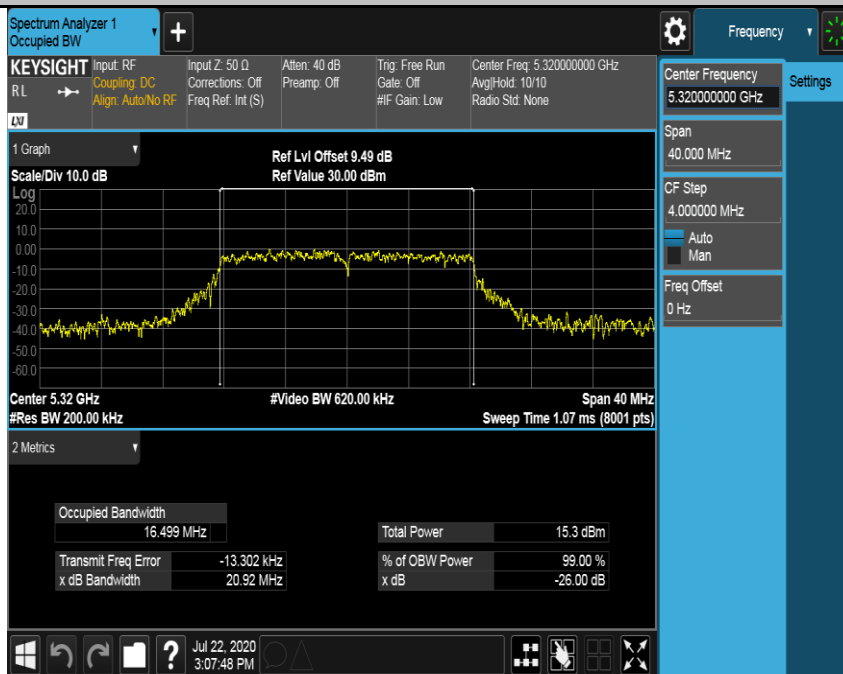 Spectrum Analyzer 1
Occupied BW
+
Frequency
KEYSIGHT
RL
LXI
Input: RF
Coupling: DC
Align: Auto/No RF
Input Z: 50 Ω
Corrections: Off
Freq Ref: Int (S)
Atten: 40 dB
Preamp: Off
Trig: Free Run
Gate: Off
#IF Gain: Low
Center Freq: 5.320000000 GHz
Avg|Hold: 10/10
Radio Std: None
Center Frequency
5.320000000 GHz
Settings
Span
40.000 MHz
CF Step
4.000000 MHz
Auto
Man
Freq Offset
0 Hz
1 Graph
Scale/Div 10.0 dB
Ref Lvl Offset 9.49 dB
Ref Value 30.00 dBm
Log
20.0
10.0
0.00
-10.0
-20.0
-30.0
-40.0
-50.0
-60.0
Center 5.32 GHz
#Video BW 620.00 kHz
Span 40 MHz
#Res BW 200.00 kHz
Sweep Time 1.07 ms (8001 pts)
2 Metrics
Occupied Bandwidth
16.499 MHz
Total Power 15.3 dBm
Transmit Freq Error -13.302 kHz
% of OBW Power 99.00 %
x dB Bandwidth 20.92 MHz
x dB -26.00 dB
?
Jul 22, 2020
3:07:48 PM